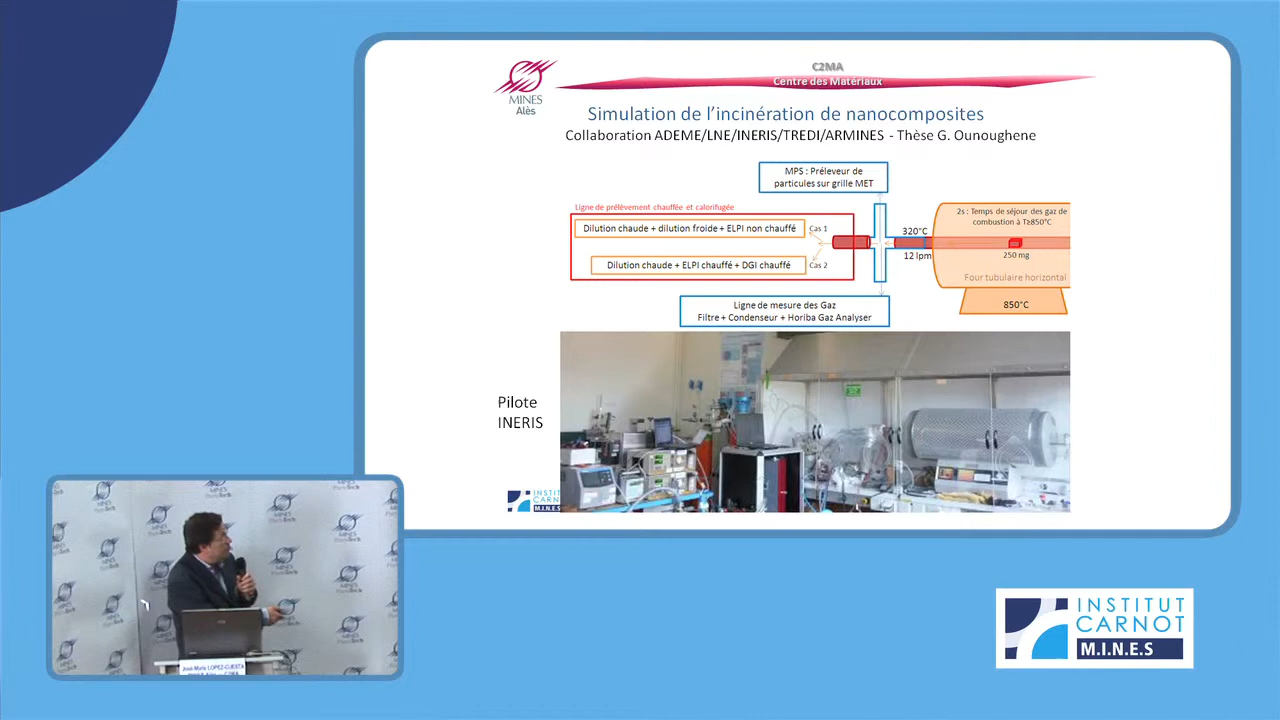 C2MA
Centre des Matériaux
MINES
Alès
Simulation de l'incinération de nanocomposites
Collaboration ADEME/LNE/INERIS/TREDI/ARMINES - Thèse G. Ounoughene
MPS : Préleveur de
particules sur grille MET
Ligne de prélèvement chauffée et calorifugée
Dilution chaude + dilution froide + ELPI non chauffé
Cas 1
Dilution chaude + ELPI chauffé + DGI chauffé
Cas 2
320°C
12 lpm
2s : Temps de séjour des gaz de
combustion à T≥850°C
250 mg
Four tubulaire horizontal
850°C
Ligne de mesure des Gaz
Filtre + Condenseur + Horiba Gaz Analyser
Pilote
INERIS
INSTIT
CARN
M.I.N.E.S
MINES
ParisTech
José-Marie LOPEZ-CUESTA
INSTITUT
CARNOT
M.I.N.E.S